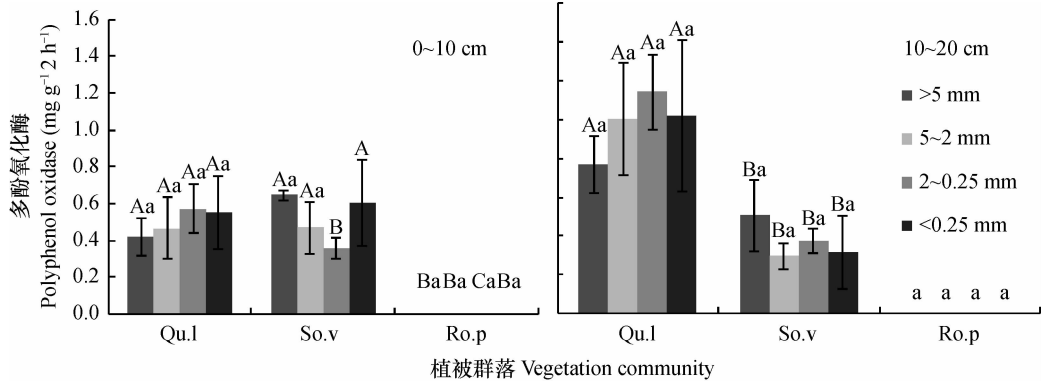 多酚氧化酶
Polyphenol oxidase (mg g⁻¹ 2 h⁻¹)
1.6
1.4
1.2
1.0
0.8
0.6
0.4
0.2
0.0
0~10 cm
Aa Aa Aa Aa
Aa Aa B A
BaBa CaBa
Qu.l So.v Ro.p
10~20 cm
>5 mm
5~2 mm
2~0.25 mm
<0.25 mm
Aa Aa Aa Aa
Ba Ba Ba Ba
a a a a
Qu.l So.v Ro.p
植被群落 Vegetation community